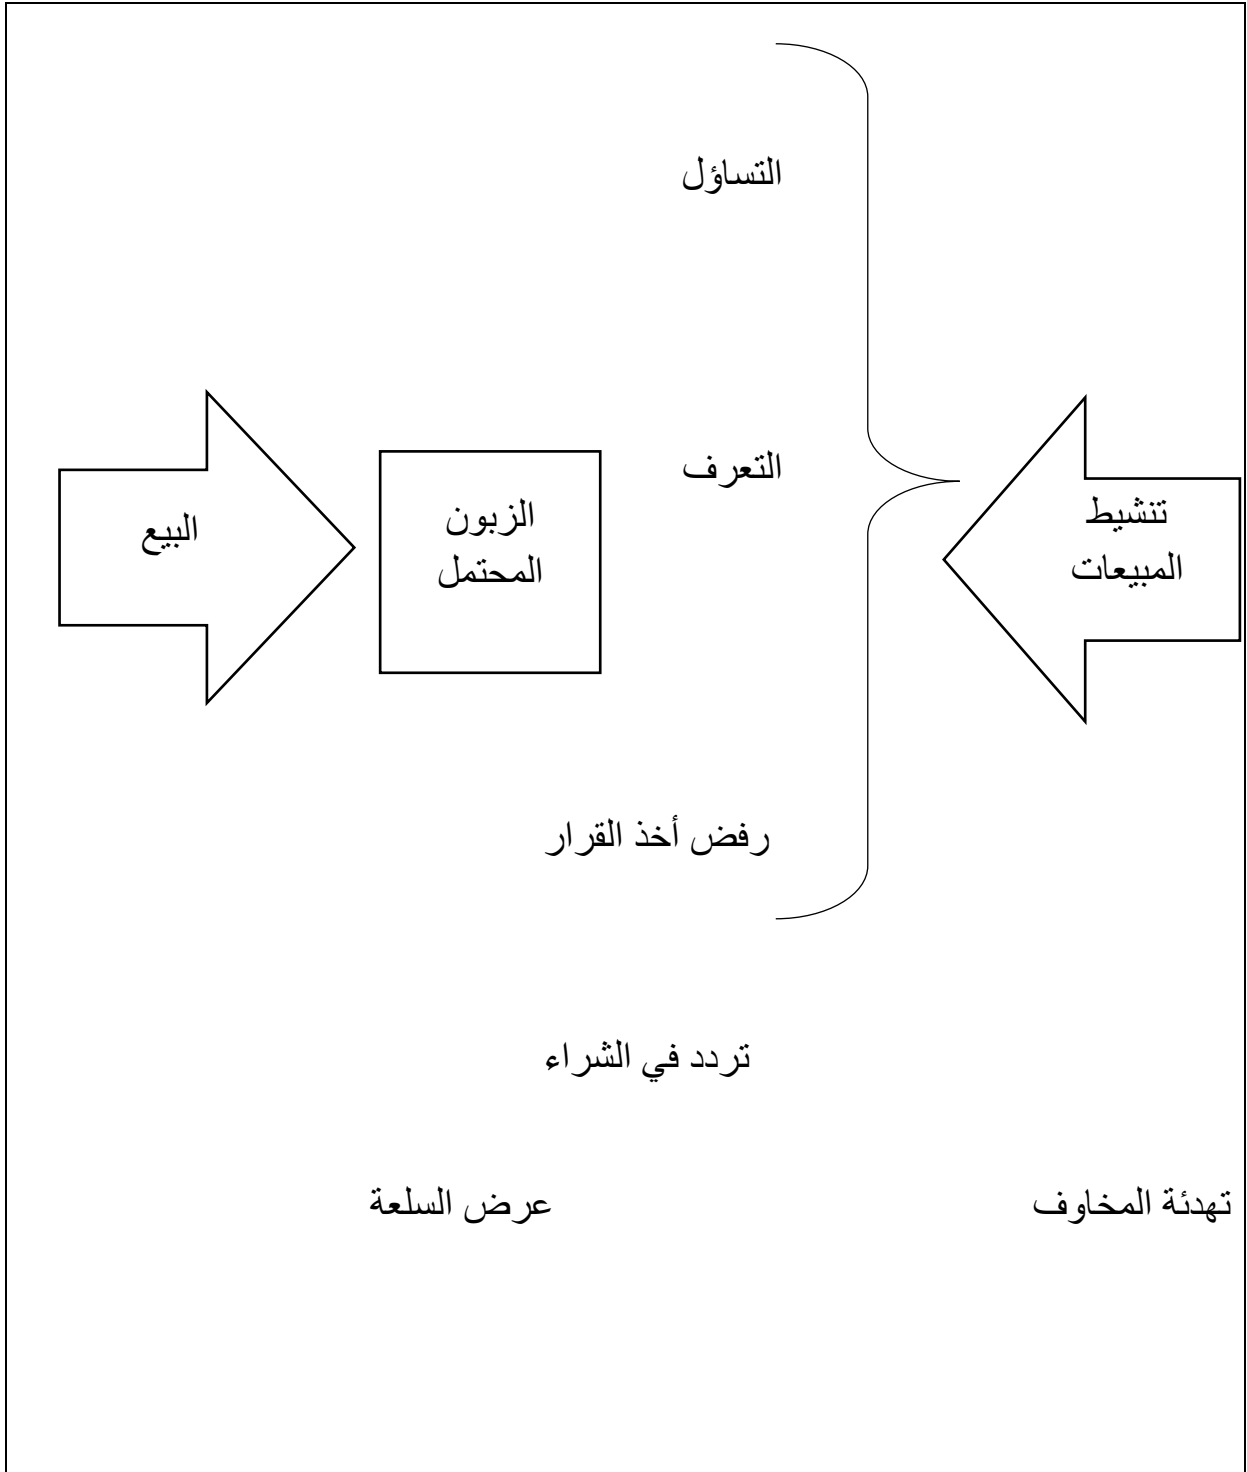 التساؤل
التعرف
تنشيط
المبيعات
الزبون
المحتمل
البيع
رفض أخذ القرار
تردد في الشراء
تهدئة المخاوف
عرض السلعة